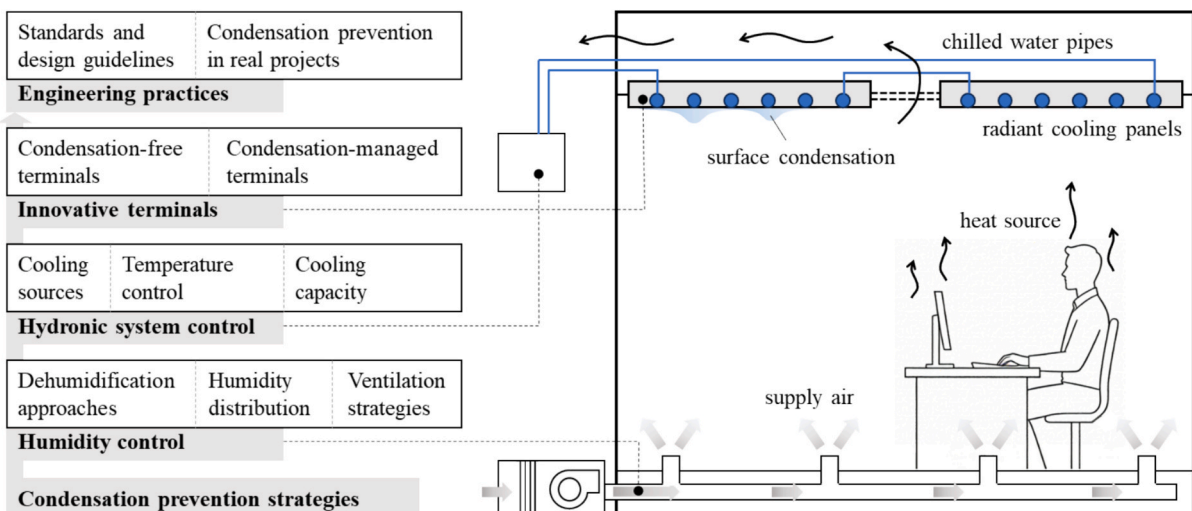 Standards and design guidelines
Condensation prevention in real projects
Engineering practices
Condensation-free terminals
Condensation-managed terminals
Innovative terminals
Cooling sources
Temperature control
Cooling capacity
Hydronic system control
Dehumidification approaches
Humidity distribution
Ventilation strategies
Humidity control
Condensation prevention strategies
chilled water pipes
radiant cooling panels
surface condensation
heat source
supply air